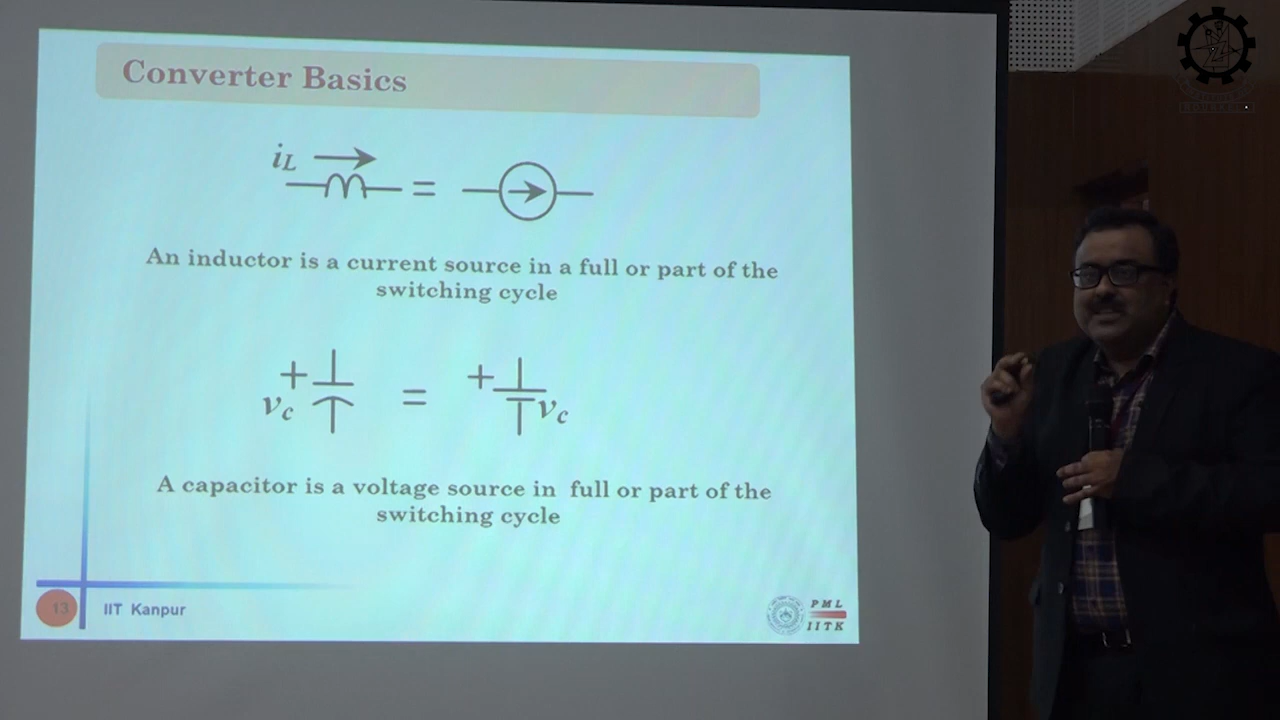 Converter Basics
iL
=
An inductor is a current source in a full or part of the
switching cycle
+ = +
vc vc
A capacitor is a voltage source in full or part of the
switching cycle
13 IIT Kanpur
PML
IITK